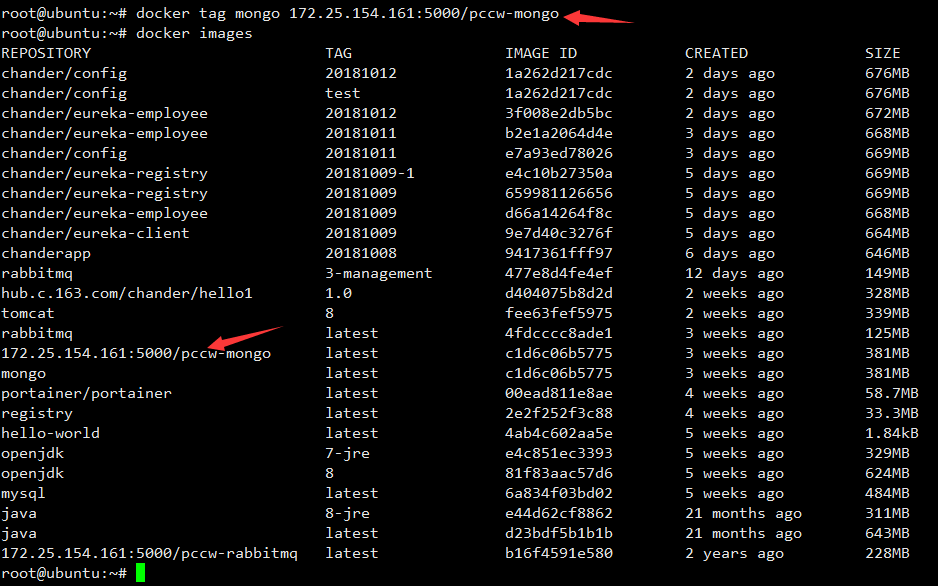 root@ubuntu:~# docker tag mongo 172.25.154.161:5000/pccw-mongo
root@ubuntu:~# docker images
REPOSITORY TAG IMAGE ID CREATED SIZE
chander/config 20181012 1a262d217cdc 2 days ago 676MB
chander/config test 1a262d217cdc 2 days ago 676MB
chander/eureka-employee 20181012 3f008e2db5bc 2 days ago 672MB
chander/eureka-employee 20181011 b2e1a2064d4e 3 days ago 668MB
chander/config 20181011 e7a93ed78026 3 days ago 669MB
chander/eureka-registry 20181009-1 e4c10b27350a 5 days ago 669MB
chander/eureka-registry 20181009 659981126656 5 days ago 669MB
chander/eureka-employee 20181009 d66a14264f8c 5 days ago 668MB
chander/eureka-client 20181009 9e7d40c3276f 5 days ago 664MB
chanderapp 20181008 9417361fff97 6 days ago 646MB
rabbitmq 3-management 477e8d4fe4ef 12 days ago 149MB
hub.c.163.com/chander/hello1 1.0 d404075b8d2d 2 weeks ago 328MB
tomcat 8 fee63fef5975 2 weeks ago 339MB
rabbitmq latest 4fdcccc8ade1 3 weeks ago 125MB
172.25.154.161:5000/pccw-mongo latest c1d6c06b5775 3 weeks ago 381MB
mongo latest c1d6c06b5775 3 weeks ago 381MB
portainer/portainer latest 00ead811e8ae 4 weeks ago 58.7MB
registry latest 2e2f252f3c88 4 weeks ago 33.3MB
hello-world latest 4ab4c602aa5e 5 weeks ago 1.84kB
openjdk 7-jre e4c851ec3393 5 weeks ago 329MB
openjdk 8 81f83aac57d6 5 weeks ago 624MB
mysql latest 6a834f03bd02 5 weeks ago 484MB
java 8-jre e44d62cf8862 21 months ago 311MB
java latest d23bdf5b1b1b 21 months ago 643MB
172.25.154.161:5000/pccw-rabbitmq latest b16f4591e580 2 years ago 228MB
root@ubuntu:~#